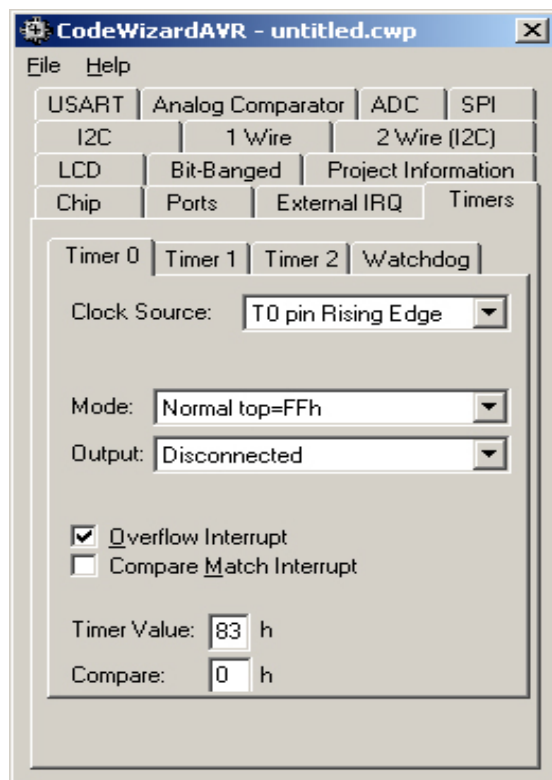 CodeWizardAVR - untitled.cwp
File Help
USART Analog Comparator ADC SPI
I2C 1 Wire 2 Wire (I2C)
LCD Bit-Banged Project Information
Chip Ports External IRQ Timers
Timer 0 Timer 1 Timer 2 Watchdog
Clock Source: T0 pin Rising Edge
Mode: Normal top=FFh
Output: Disconnected
Overflow Interrupt
Compare Match Interrupt
Timer Value: 83 h
Compare: 0 h